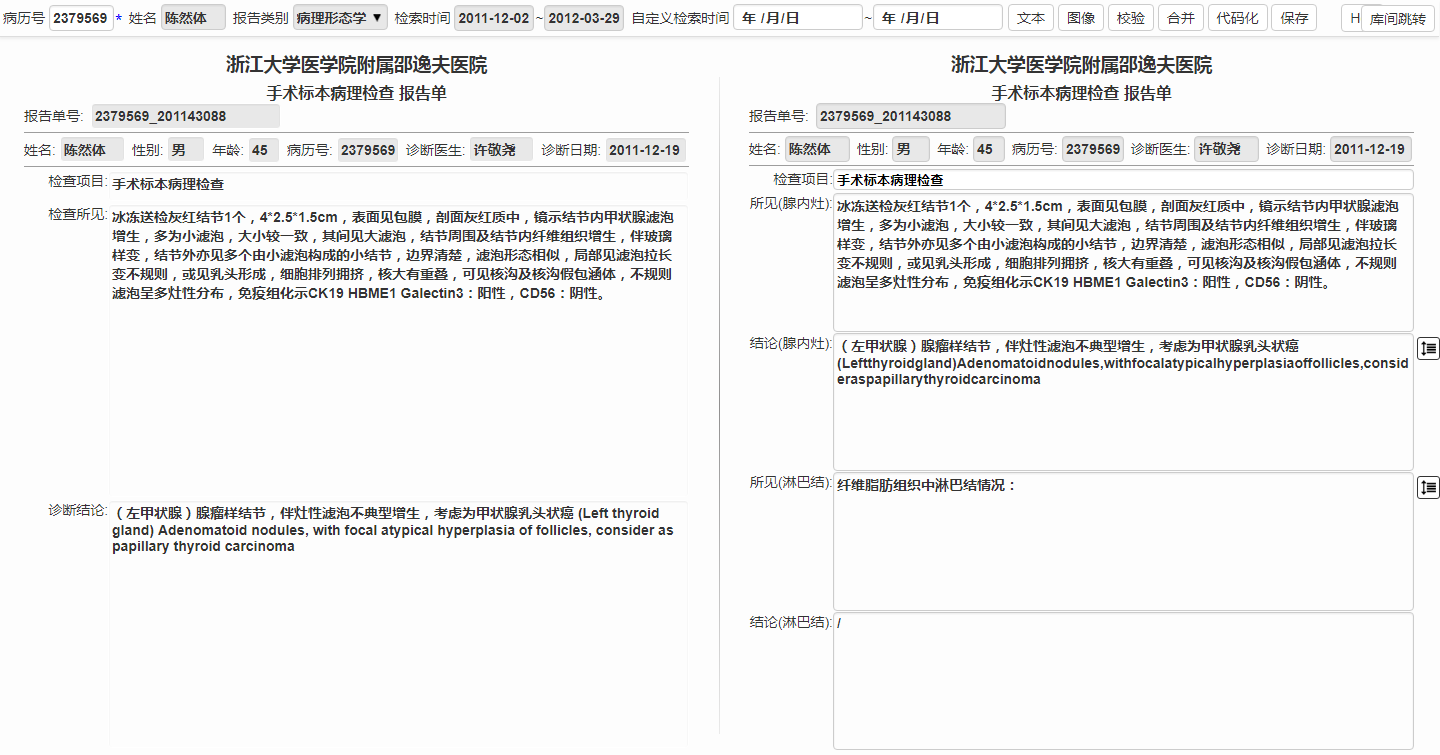 病历号 2379569 * 姓名 陈然体 报告类别 病理形态学 ▼ 检索时间 2011-12-02 ~ 2012-03-29 自定义检索时间 年 /月/日 ~ 年 /月/日 文本 图像 校验 合并 代码化 保存 H 库间跳转
浙江大学医学院附属邵逸夫医院
手术标本病理检查 报告单
报告单号: 2379569_201143088
姓名: 陈然体 性别: 男 年龄: 45 病历号: 2379569 诊断医生: 许敬尧 诊断日期: 2011-12-19
检查项目: 手术标本病理检查
检查所见: 冰冻送检灰红结节1个，4*2.5*1.5cm，表面见包膜，剖面灰红质中，镜示结节内甲状腺滤泡
增生，多为小滤泡，大小较一致，其间见大滤泡，结节周围及结节内纤维组织增生，伴玻璃
样变，结节外亦见多个由小滤泡构成的小结节，边界清楚，滤泡形态相似，局部见滤泡拉长
变不规则，或见乳头形成，细胞排列拥挤，核大有重叠，可见核沟及核沟假包涵体，不规则
滤泡呈多灶性分布，免疫组化示CK19 HBME1 Galectin3：阳性，CD56：阴性。
诊断结论: （左甲状腺）腺瘤样结节，伴灶性滤泡不典型增生，考虑为甲状腺乳头状癌 (Left thyroid
gland) Adenomatoid nodules, with focal atypical hyperplasia of follicles, consider as
papillary thyroid carcinoma
浙江大学医学院附属邵逸夫医院
手术标本病理检查 报告单
报告单号: 2379569_201143088
姓名: 陈然体 性别: 男 年龄: 45 病历号: 2379569 诊断医生: 许敬尧 诊断日期: 2011-12-19
检查项目: 手术标本病理检查
所见(腺内灶): 冰冻送检灰红结节1个，4*2.5*1.5cm，表面见包膜，剖面灰红质中，镜示结节内甲状腺滤泡
增生，多为小滤泡，大小较一致，其间见大滤泡，结节周围及结节内纤维组织增生，伴玻璃
样变，结节外亦见多个由小滤泡构成的小结节，边界清楚，滤泡形态相似，局部见滤泡拉长
变不规则，或见乳头形成，细胞排列拥挤，核大有重叠，可见核沟及核沟假包涵体，不规则
滤泡呈多灶性分布，免疫组化示CK19 HBME1 Galectin3：阳性，CD56：阴性。
结论(腺内灶): （左甲状腺）腺瘤样结节，伴灶性滤泡不典型增生，考虑为甲状腺乳头状癌
(Leftthyroidgland)Adenomatoidnodules,withfocalatypicalhyperplasiaoffollicles,consid
eraspapillarythyroidcarcinoma
所见(淋巴结): 纤维脂肪组织中淋巴结情况：
结论(淋巴结): /